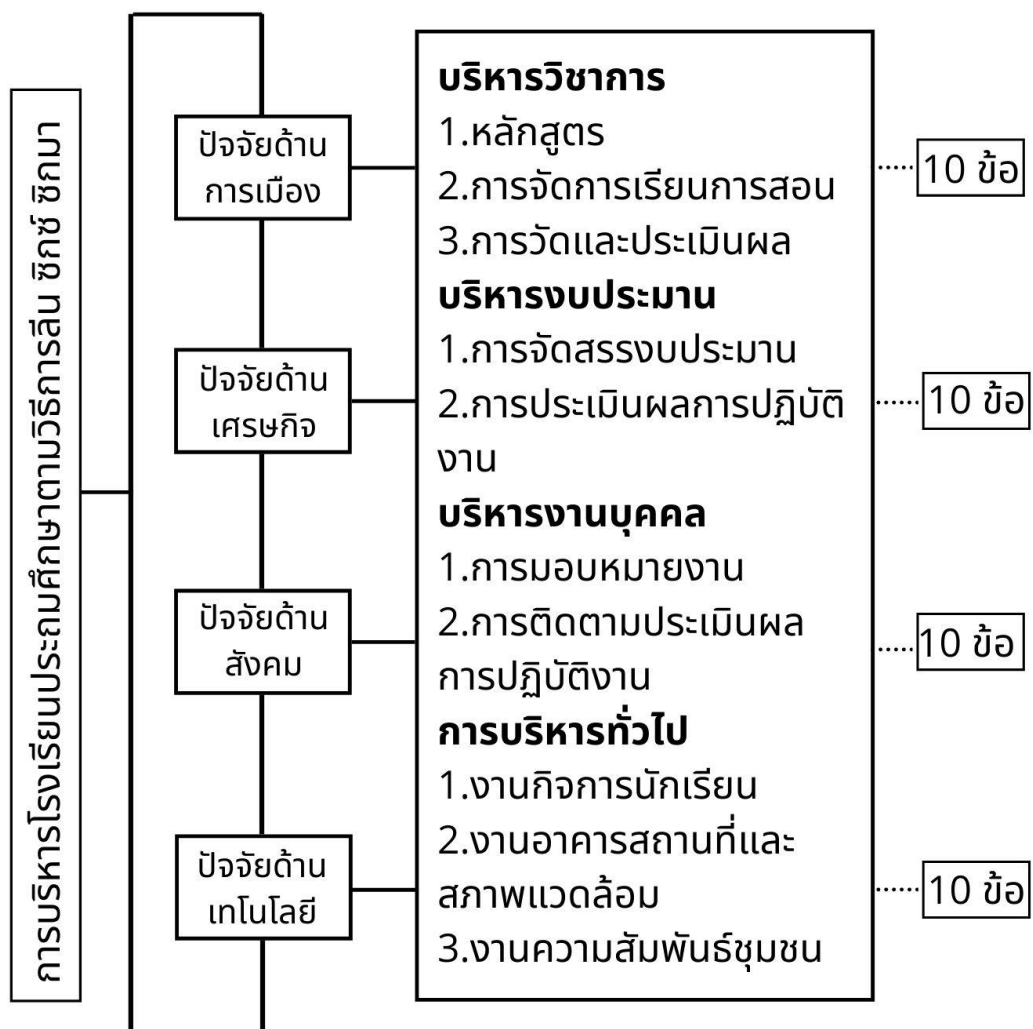 การบริหารโรงเรียนประถมศึกษาตามวิธีการลีน ซิกซ์ ซิกมา
ปัจจัยด้าน
การเมือง
ปัจจัยด้าน
เศรษกิจ
ปัจจัยด้าน
สังคม
ปัจจัยด้าน
เทโนโลยี
บริหารวิชาการ
1.หลักสูตร
2.การจัดการเรียนการสอน
3.การวัดและประเมินผล
บริหารงบประมาน
1.การจัดสรรงบประมาน
2.การประเมินผลการปฏิบัติ
งาน
บริหารงานบุคคล
1.การมอบหมายงาน
2.การติดตามประเมินผล
การปฏิบัติงาน
การบริหารทั่วไป
1.งานกิจการนักเรียน
2.งานอาคารสถานที่และ
สภาพแวดล้อม
3.งานความสัมพันธ์ชุมชน
10 ข้อ
10 ข้อ
10 ข้อ
10 ข้อ